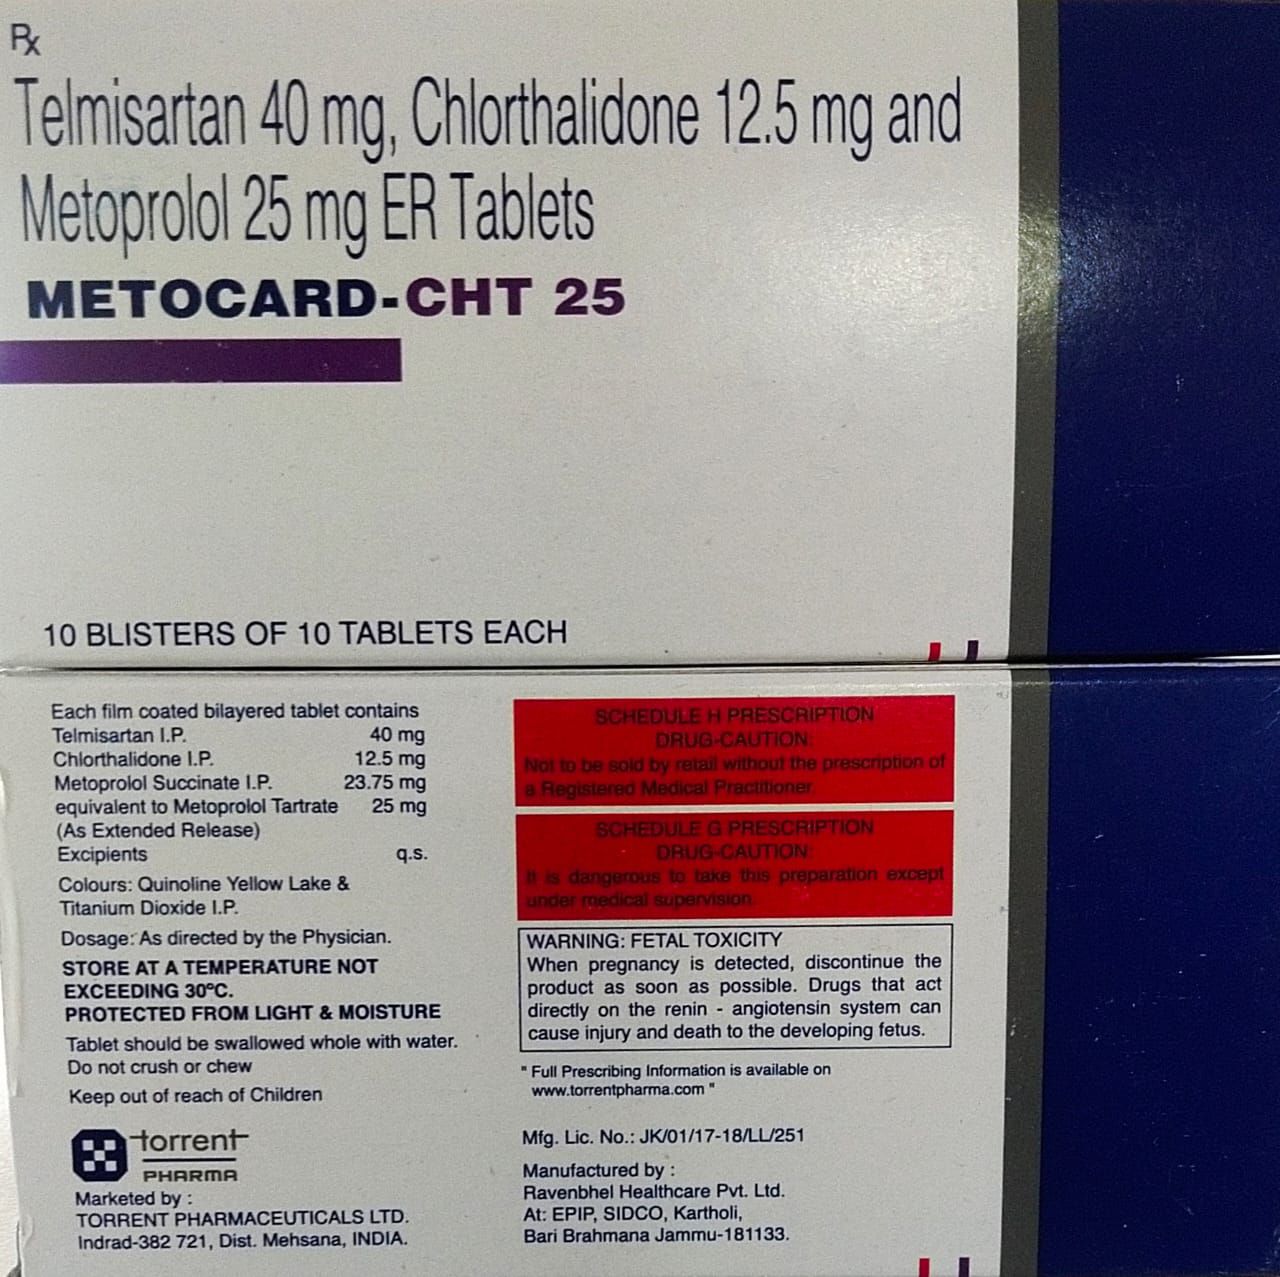 Rx
Telmisartan 40 mg, Chlorthalidone 12.5 mg and
Metoprolol 25 mg ER Tablets
METOCARD-CHT 25
10 BLISTERS OF 10 TABLETS EACH
Each film coated bilayered tablet contains
Telmisartan I.P. 40 mg
Chlorthalidone I.P. 12.5 mg
Metoprolol Succinate I.P. 23.75 mg
equivalent to Metoprolol Tartrate 25 mg
(As Extended Release)
Excipients q.s.
Colours: Quinoline Yellow Lake &
Titanium Dioxide I.P.
Dosage: As directed by the Physician.
STORE AT A TEMPERATURE NOT
EXCEEDING 30ºC.
PROTECTED FROM LIGHT & MOISTURE
Tablet should be swallowed whole with water.
Do not crush or chew
Keep out of reach of Children
torrent
PHARMA
Marketed by :
TORRENT PHARMACEUTICALS LTD.
Indrad-382 721, Dist. Mehsana, INDIA.
SCHEDULE H PRESCRIPTION
DRUG-CAUTION:
Not to be sold by retail without the prescription of
a Registered Medical Practitioner.
SCHEDULE G PRESCRIPTION
DRUG-CAUTION:
It is dangerous to take this preparation except
under medical supervision.
WARNING: FETAL TOXICITY
When pregnancy is detected, discontinue the
product as soon as possible. Drugs that act
directly on the renin - angiotensin system can
cause injury and death to the developing fetus.
" Full Prescribing Information is available on
www.torrentpharma.com "
Mfg. Lic. No.: JK/01/17-18/LL/251
Manufactured by :
Ravenbhel Healthcare Pvt. Ltd.
At: EPIP, SIDCO, Kartholi,
Bari Brahmana Jammu-181133.